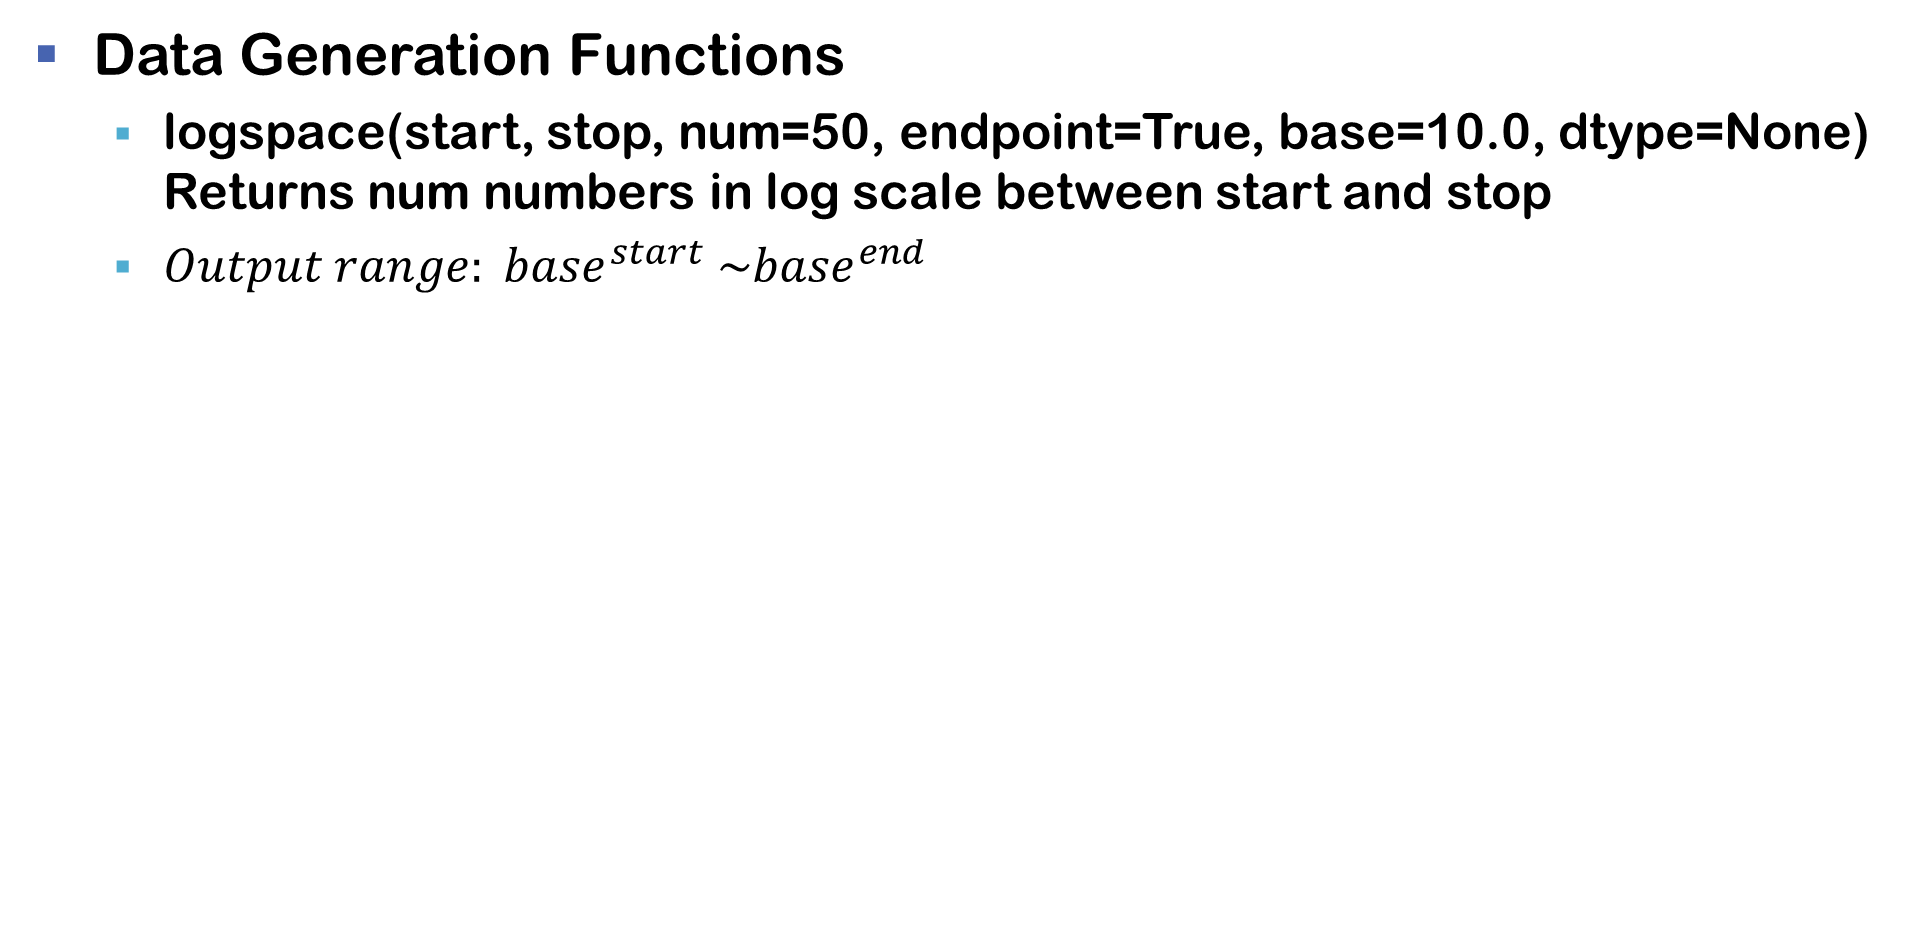 Data Generation Functions
logspace(start, stop, num=50, endpoint=True, base=10.0, dtype=None)
Returns num numbers in log scale between start and stop
Output range: base^start ~base^end